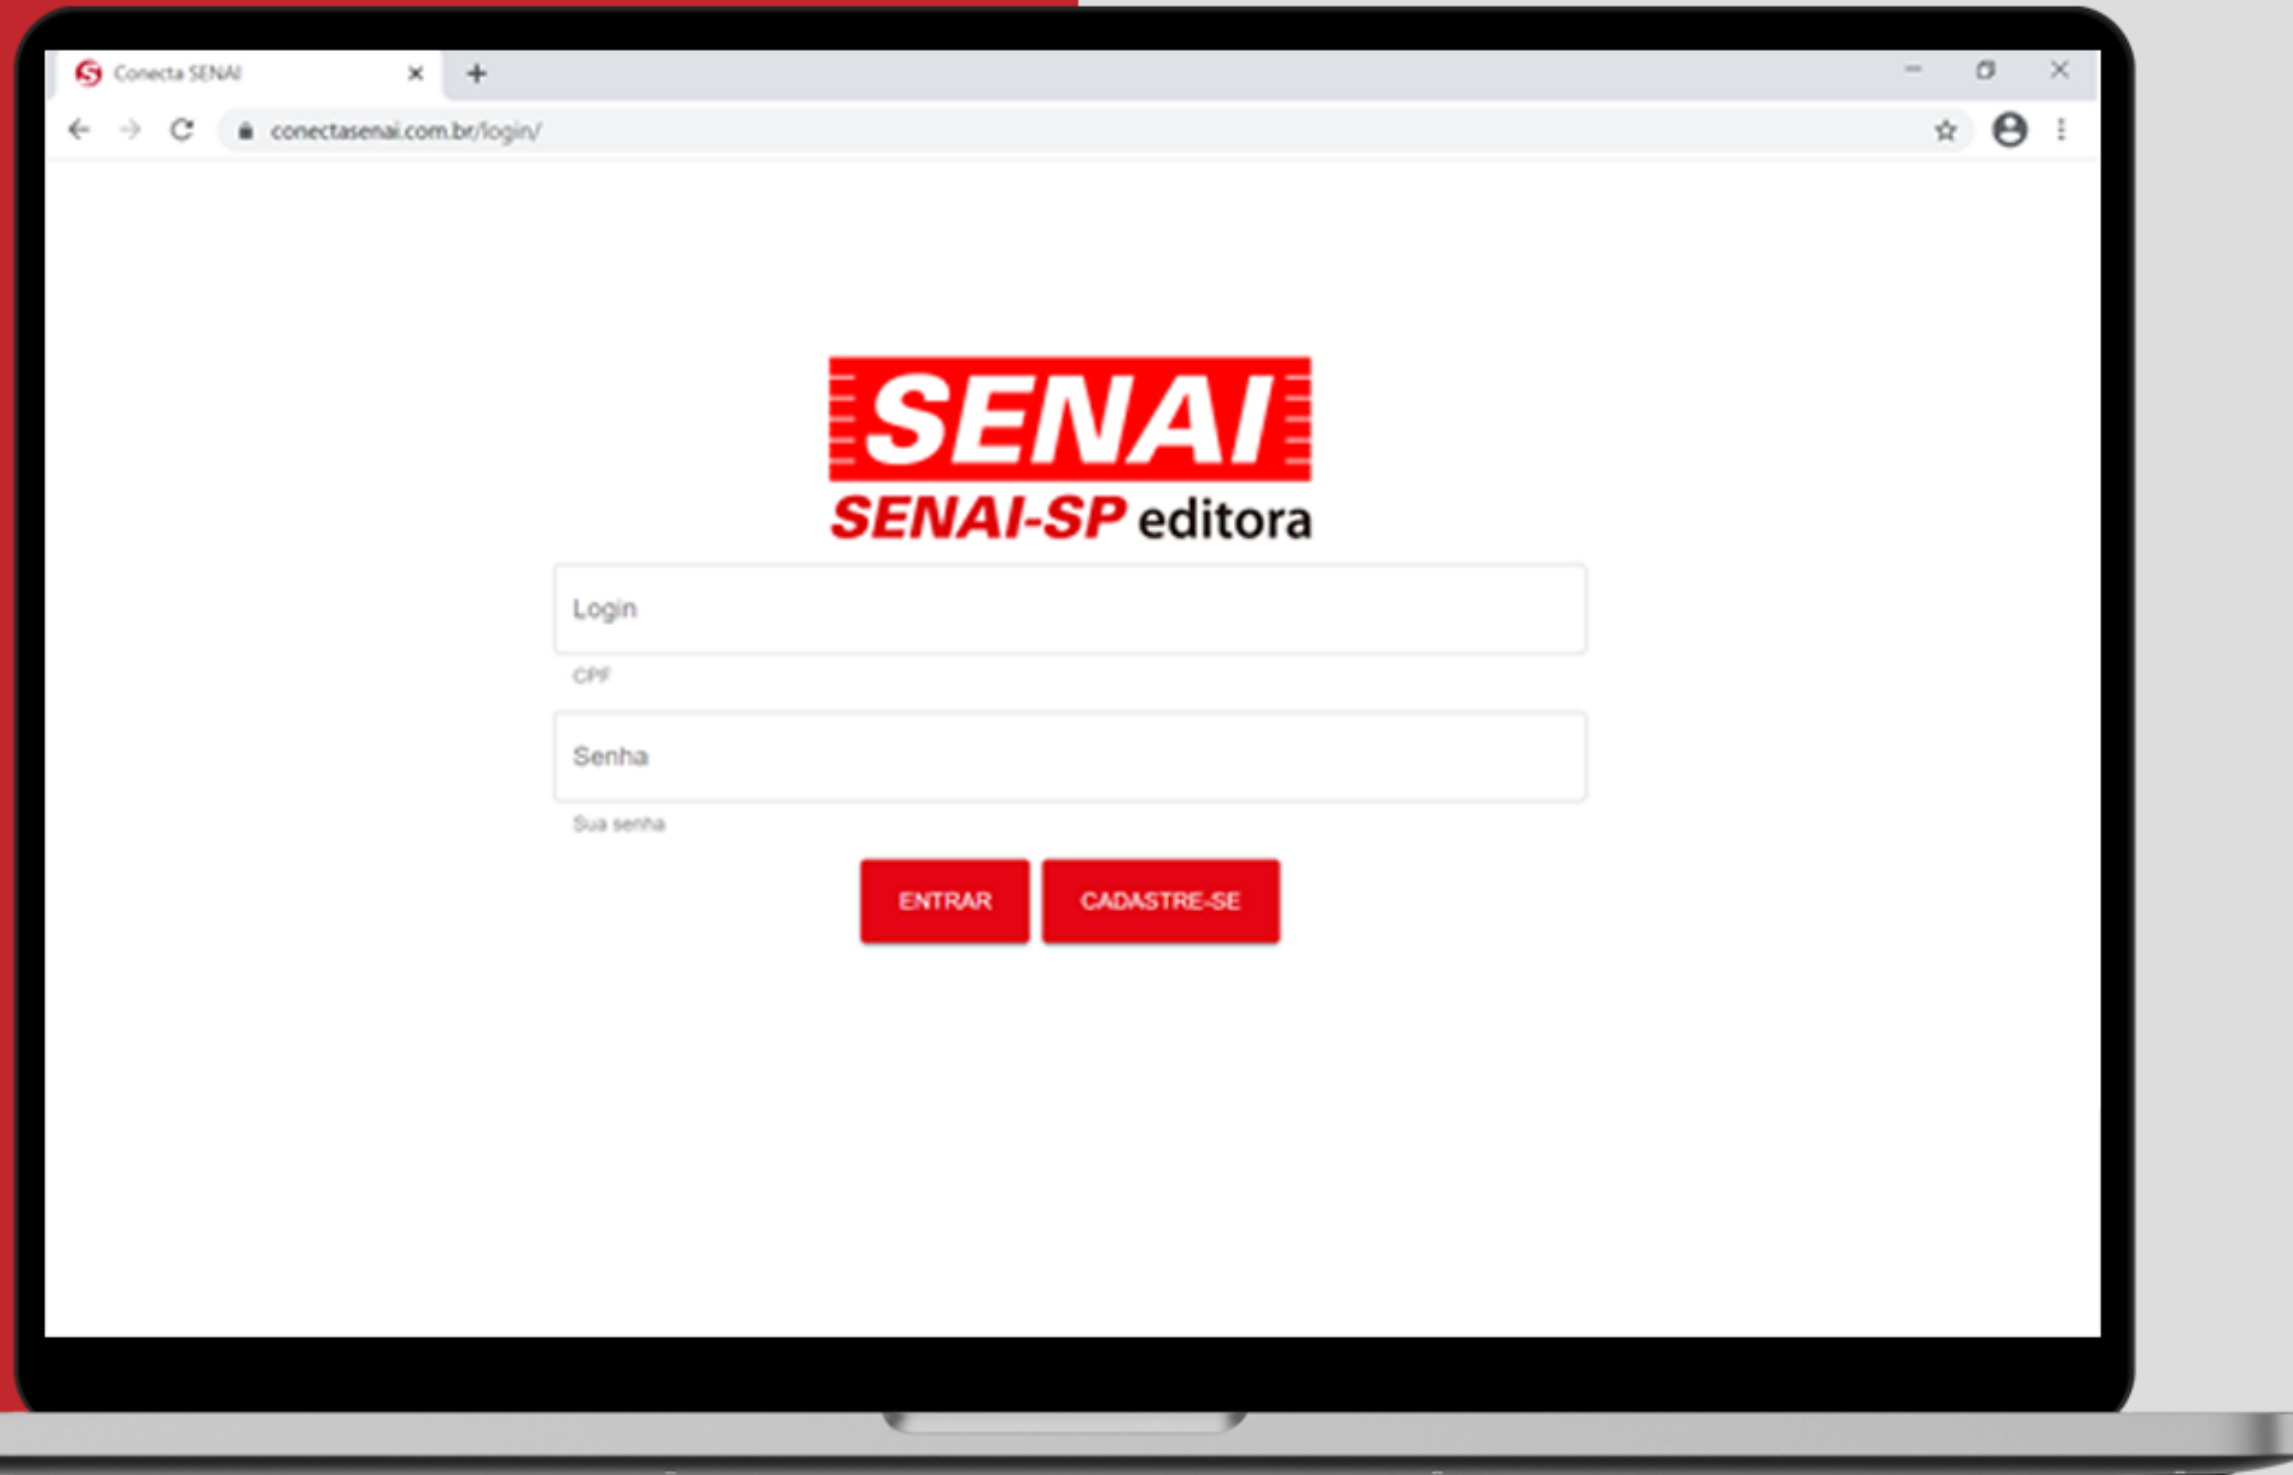 Conecta SENAI
conectasenai.com.br/login/
SENAI
SENAI-SP editora
Login
CPF
Senha
Sua senha
ENTRAR
CADASTRE-SE